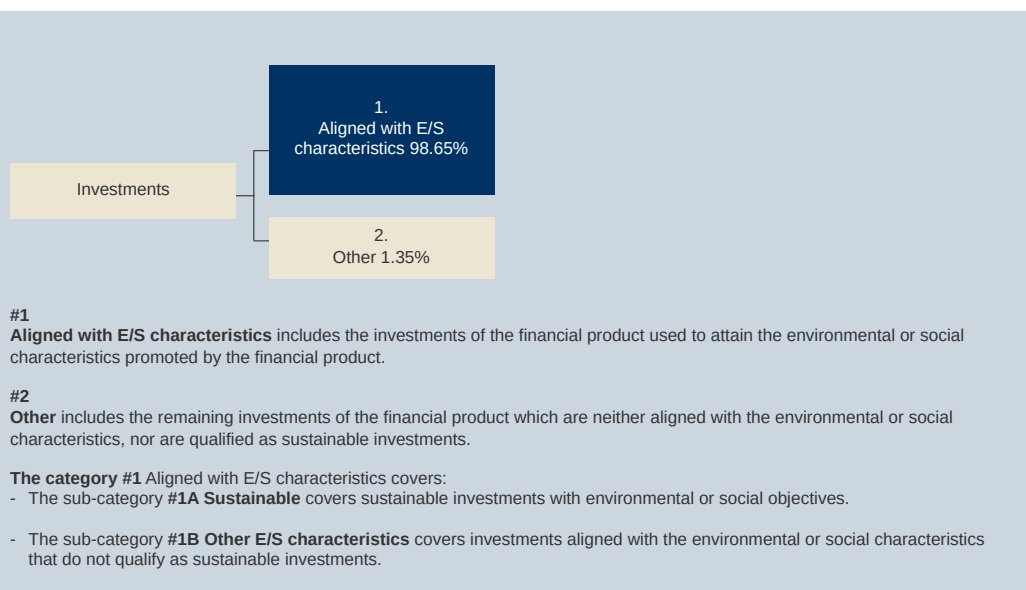 1.
Aligned with E/S
characteristics 98.65%
Investments
2.
Other 1.35%
#1
Aligned with E/S characteristics includes the investments of the financial product used to attain the environmental or social
characteristics promoted by the financial product.
#2
Other includes the remaining investments of the financial product which are neither aligned with the environmental or social
characteristics, nor are qualified as sustainable investments.
The category #1 Aligned with E/S characteristics covers:
- The sub-category #1A Sustainable covers sustainable investments with environmental or social objectives.
- The sub-category #1B Other E/S characteristics covers investments aligned with the environmental or social characteristics
that do not qualify as sustainable investments.